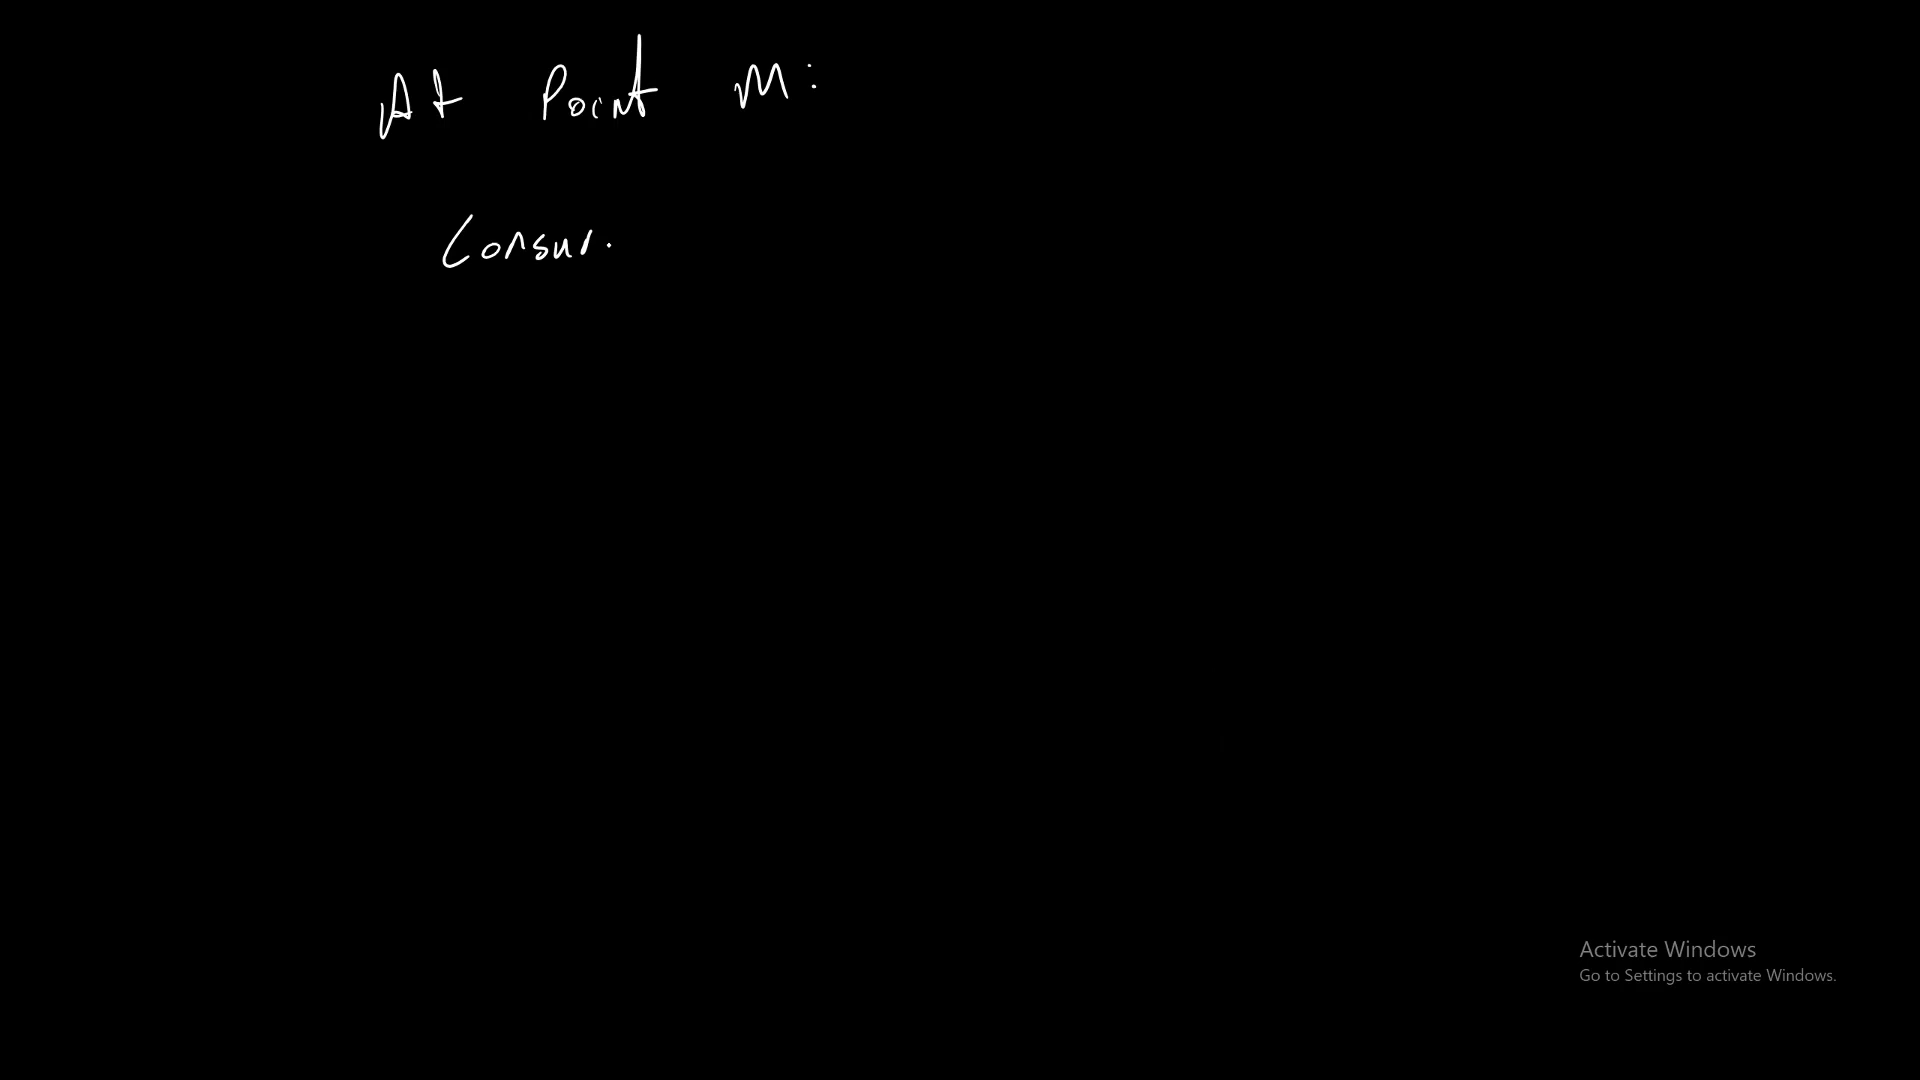 At Point M:
Consur.
Activate Windows
Go to Settings to activate Windows.